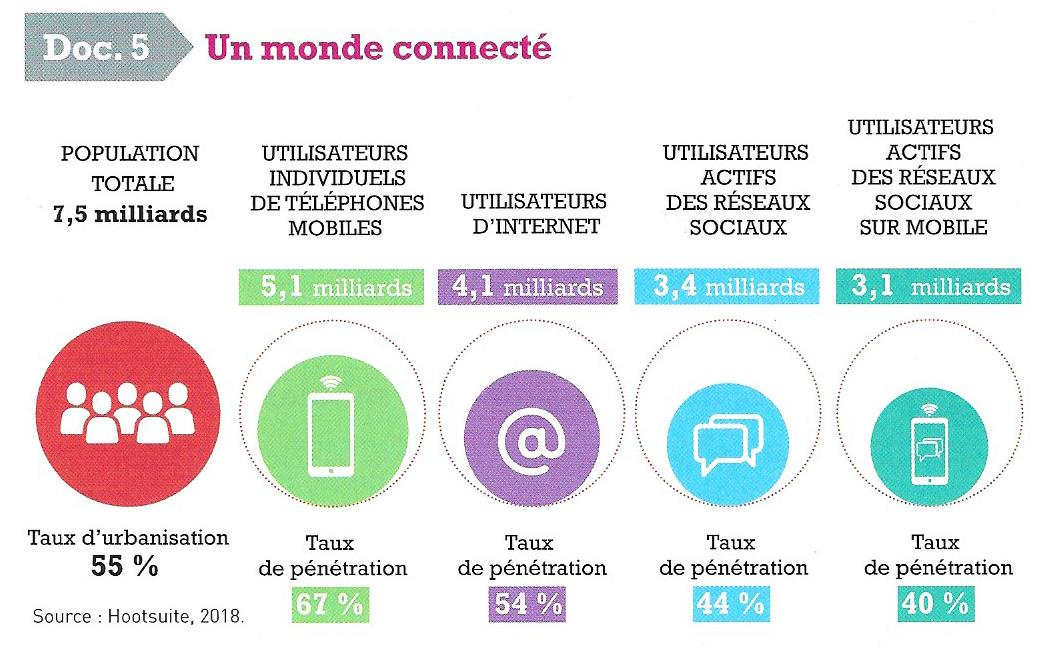 Doc. 5
Un monde connecté
POPULATION
TOTALE
7,5 milliards
UTILISATEURS
INDIVIDUELS
DE TÉLÉPHONES
MOBILES
5,1 milliards
UTILISATEURS
D'INTERNET
4,1 milliards
UTILISATEURS
ACTIFS
DES RÉSEAUX
SOCIAUX
3,4 milliards
UTILISATEURS
ACTIFS
DES RÉSEAUX
SOCIAUX
SUR MOBILE
3,1 milliards
@
Taux d'urbanisation
55 %
Taux
de pénétration
67 %
Taux
de pénétration
54 %
Taux
de pénétration
44 %
Taux
de pénétration
40 %
Source : Hootsuite, 2018.